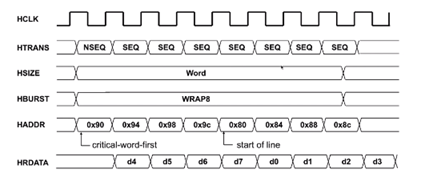 HCLK
HTRANS NSEQ SEQ SEQ SEQ SEQ SEQ SEQ SEQ
HSIZE Word
HBURST WRAP8
HADDR 0x90 0x94 0x98 0x9c 0x80 0x84 0x88 0x8c
critical-word-first start of line
HRDATA d4 d5 d6 d7 d0 d1 d2 d3